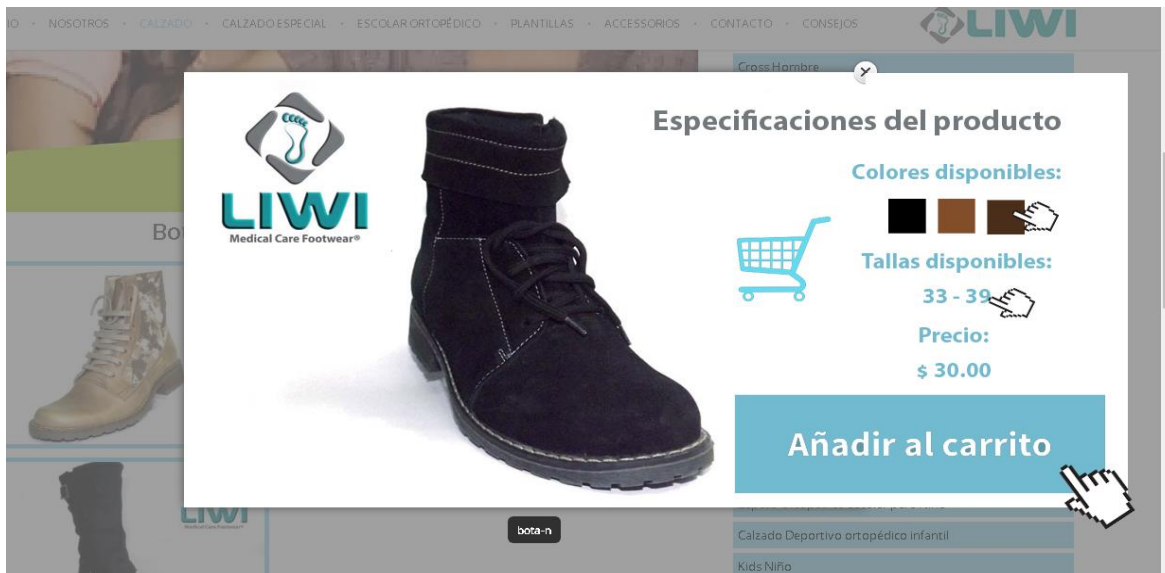 IO · NOSOTROS · CALZADO · CALZADO ESPECIAL · ESCOLAR ORTOPÉDICO · PLANTILLAS · ACCESSORIOS · CONTACTO · CONSEJOS
LIWI
Cross Hombre
LIWI
Medical Care Footwear®
Especificaciones del producto
Colores disponibles:
Tallas disponibles:
33 - 39
Precio:
$ 30.00
Añadir al carrito
Bo
LIWI
bota-n
Calzado Deportivo ortopédico infantil
Kids Niño